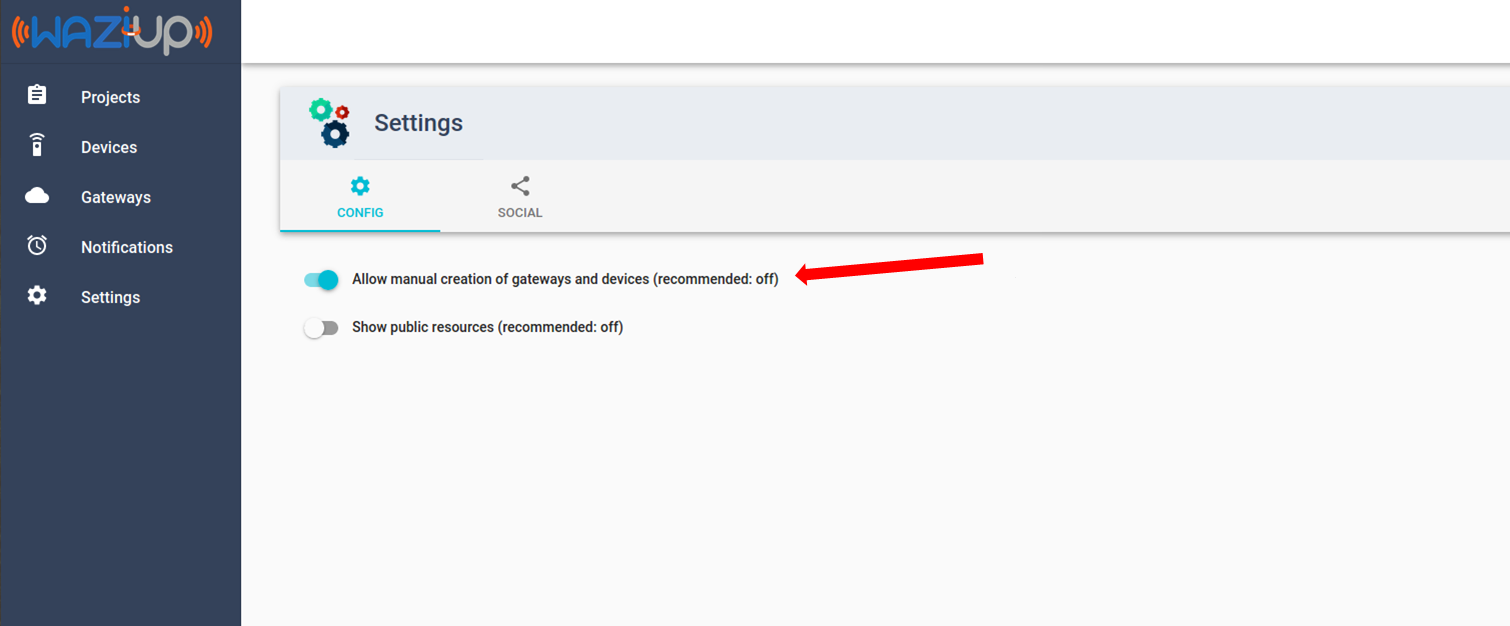 WAZIUP
Projects
Devices
Gateways
Notifications
Settings
Settings
CONFIG
SOCIAL
Allow manual creation of gateways and devices (recommended: off)
Show public resources (recommended: off)